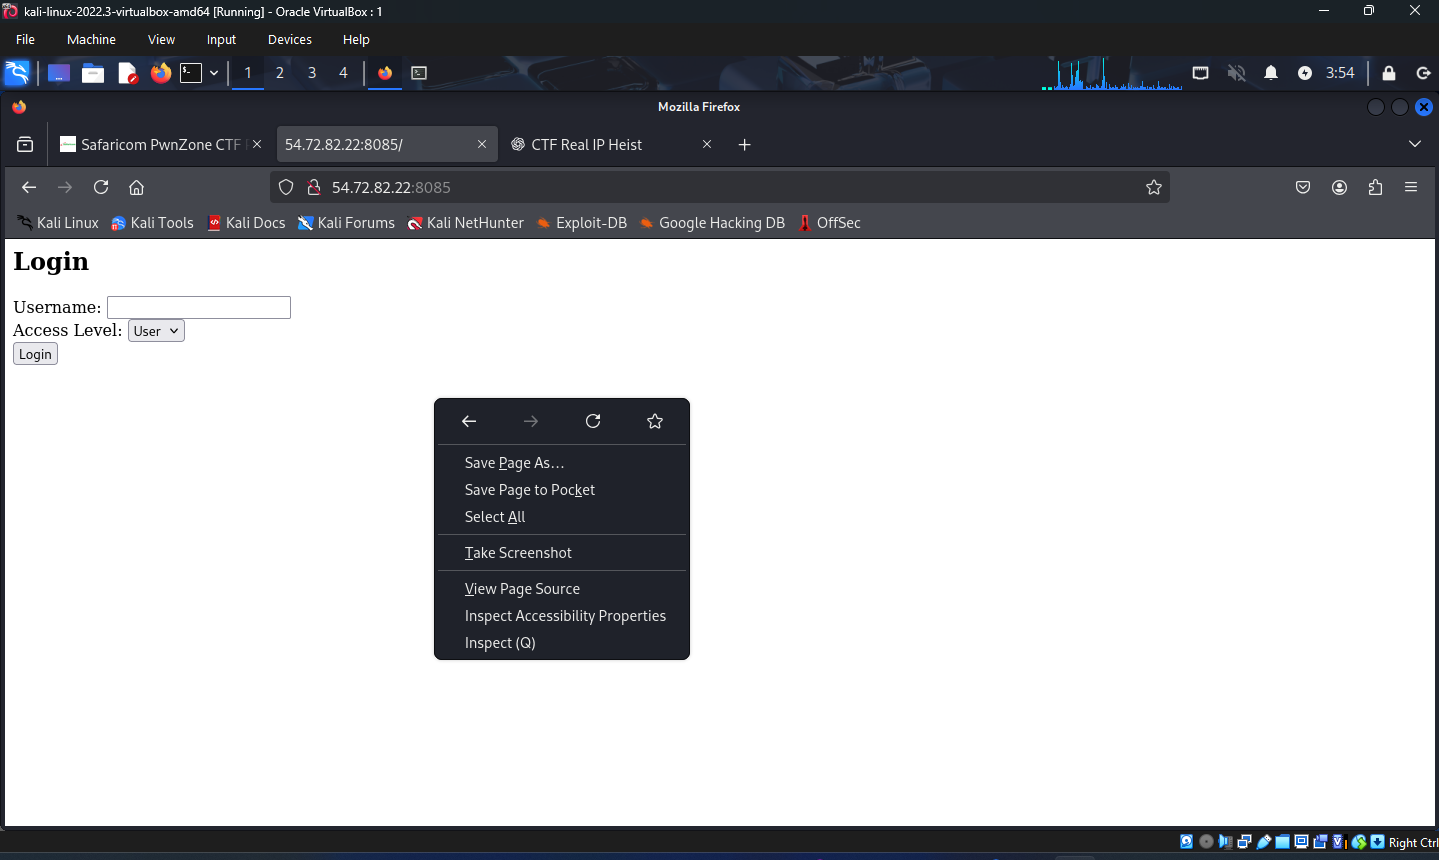 kali-linux-2022.3-virtualbox-amd64 [Running] - Oracle VirtualBox : 1
File Machine View Input Devices Help
1 2 3 4 3:54
Mozilla Firefox
Safaricom PwnZone CTF 54.72.82.22:8085/ CTF Real IP Heist
54.72.82.22:8085
Kali Linux Kali Tools Kali Docs Kali Forums Kali NetHunter Exploit-DB Google Hacking DB OffSec
Login
Username:
Access Level: User
Login
Save Page As…
Save Page to Pocket
Select All
Take Screenshot
View Page Source
Inspect Accessibility Properties
Inspect (Q)
Right Ctrl